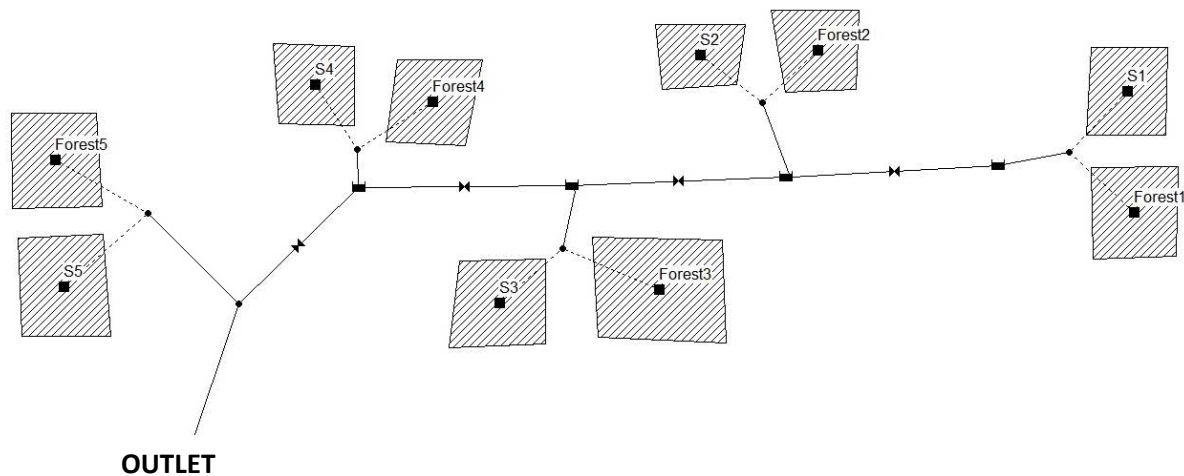 S2
Forest2
S4
S1
Forest4
Forest5
Forest1
S5
S3
Forest3
OUTLET